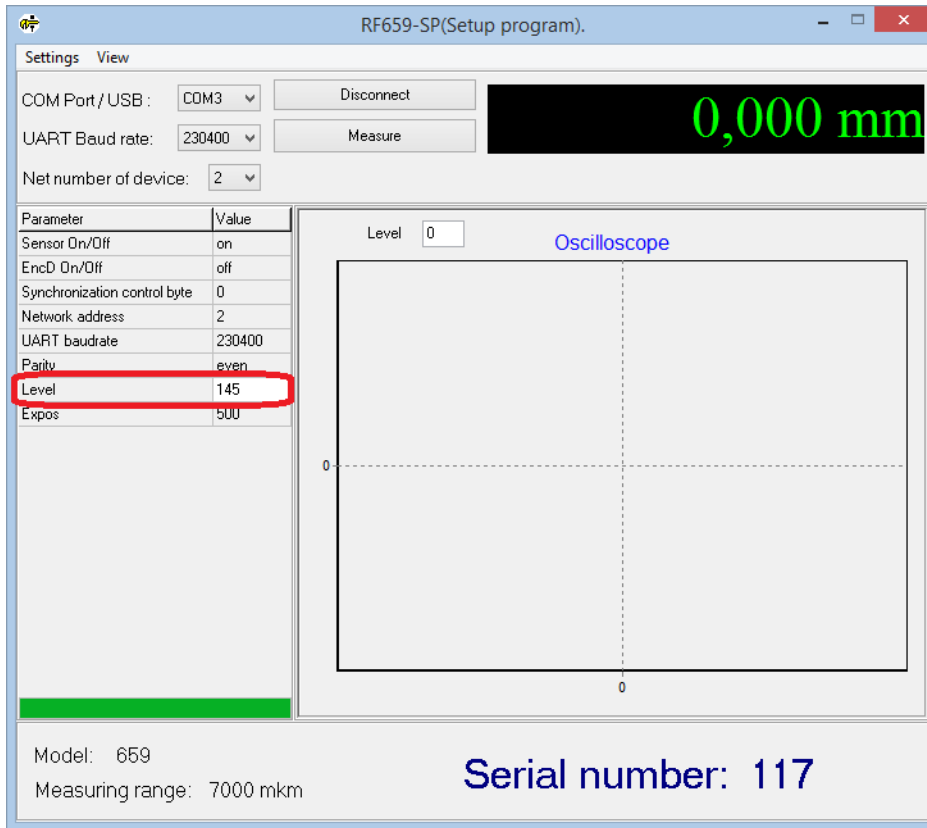 RF659-SP(Setup program).
Settings View
COM Port / USB : COM3 Disconnect
0,000 mm
UART Baud rate: 230400 Measure
Net number of device: 2
Parameter Value
Sensor On/Off on
EncD On/Off off
Synchronization control byte 0
Network address 2
UART baudrate 230400
Parity even
Level 145
Expos 500
Level 0
Oscilloscope
0
0
Model: 659
Measuring range: 7000 mkm
Serial number: 117